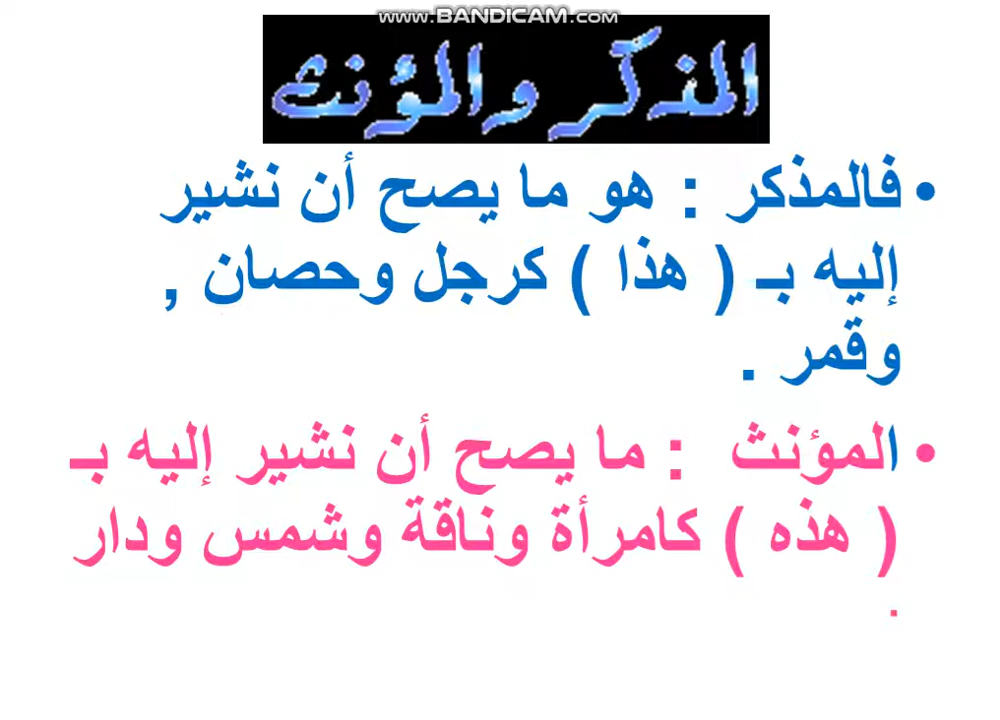 www.BANDICAM.com
المذكر والمؤنث
• فالمذكر : هو ما يصح أن نشير
إليه بـ ( هذا ) كرجل وحصان ,
وقمر .
• المؤنث : ما يصح أن نشير إليه بـ
( هذه ) كامرأة وناقة وشمس ودار
.